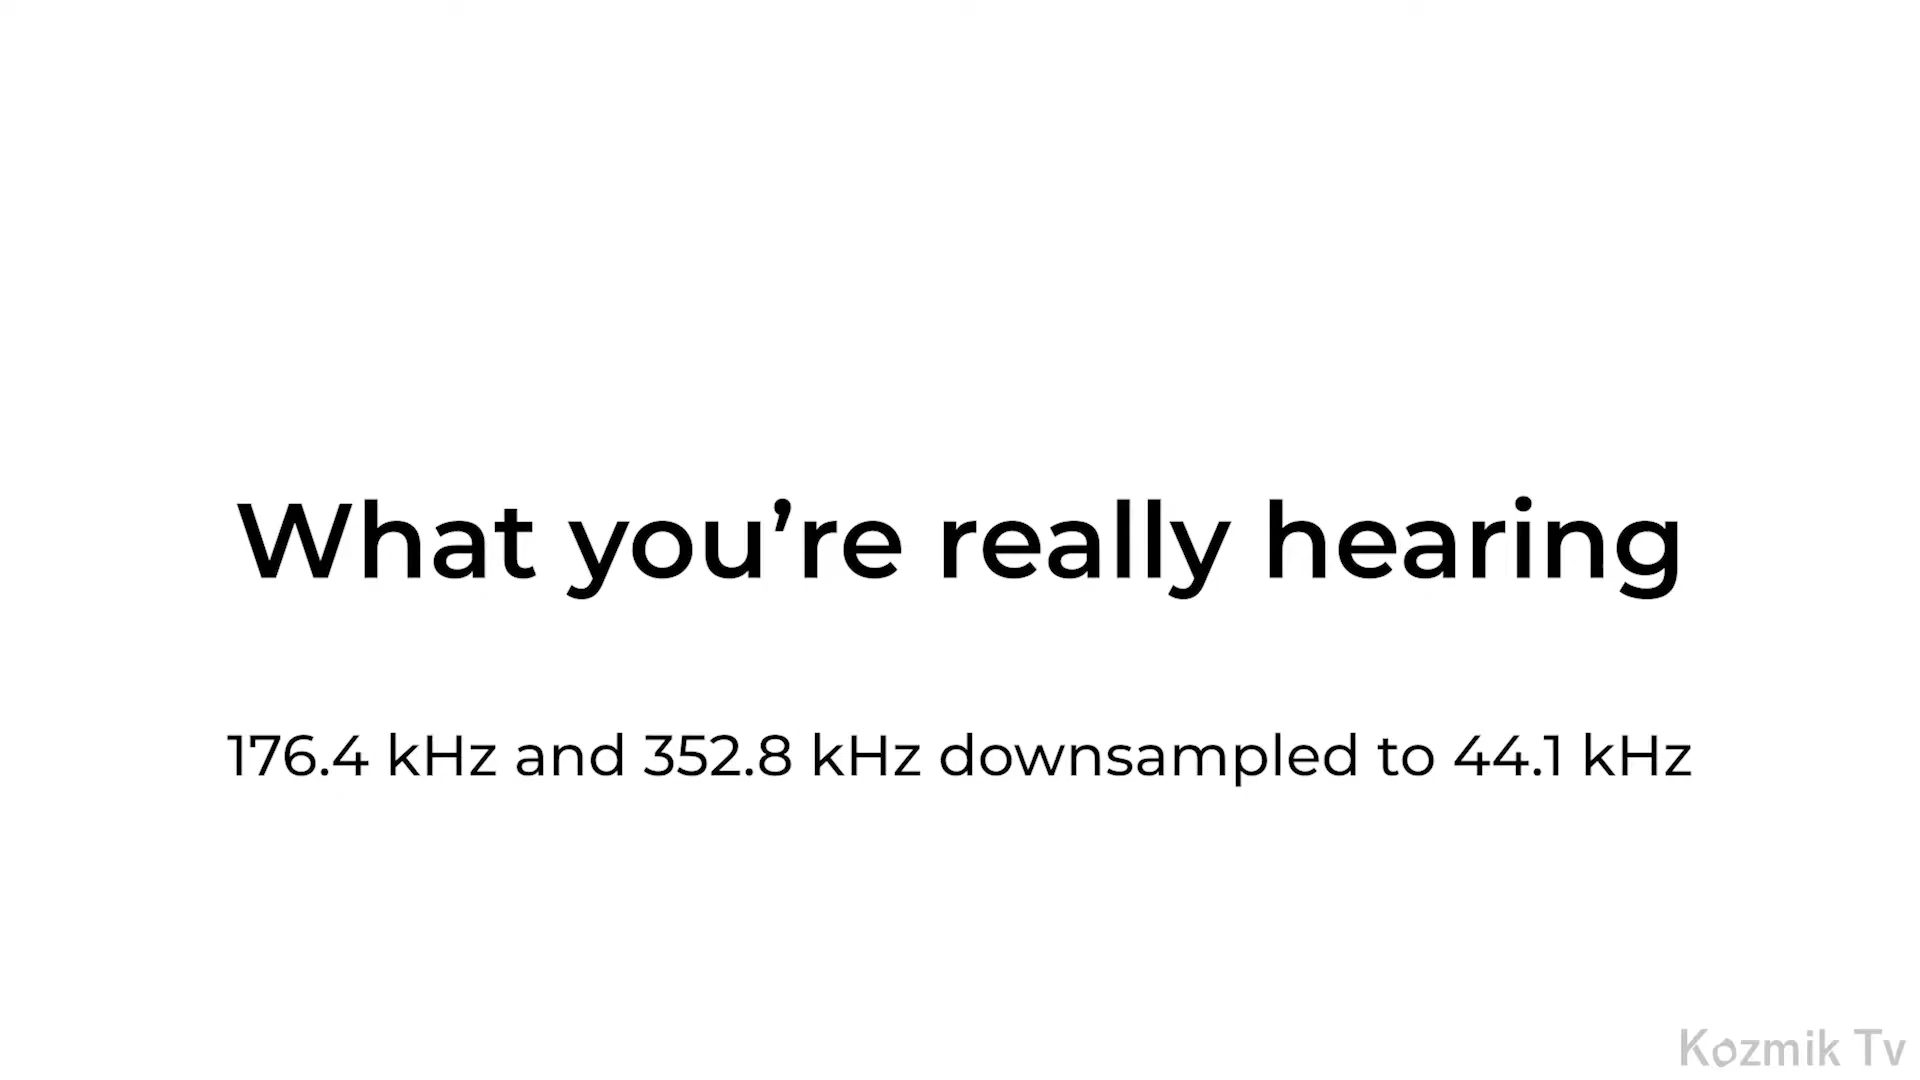 What you’re really hearing
176.4 kHz and 352.8 kHz downsampled to 44.1 kHz
Kozmik Tv